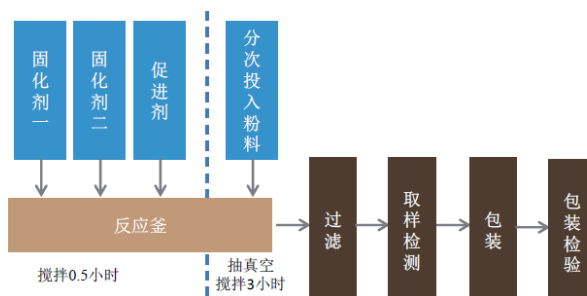 固化剂一
固化剂二
促进剂
分次投入粉料
反应釜
过滤
取样检测
包装
包装检验
搅拌0.5小时
抽真空
搅拌3小时